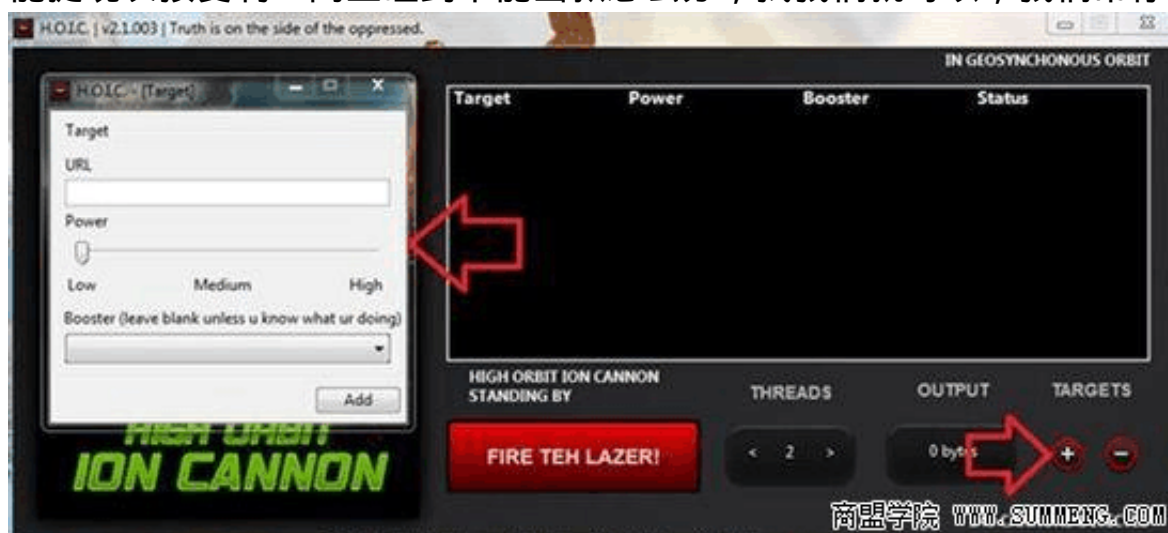 H.O.I.C. | v2.1.003 | Truth is on the side of the oppressed.
IN GEOSYNCHONOUS ORBIT
H.O.I.C. - [Target]
Target
URL
Power
Low Medium High
Booster (leave blank unless u know what ur doing)
Add
Target Power Booster Status
HIGH ORBIT
ION CANNON
HIGH ORBIT ION CANNON
STANDING BY
FIRE TEH LAZER!
THREADS
< 2 >
OUTPUT
0 bytes
TARGETS
+ -
商盟学院 WWW.SUMMENG.COM